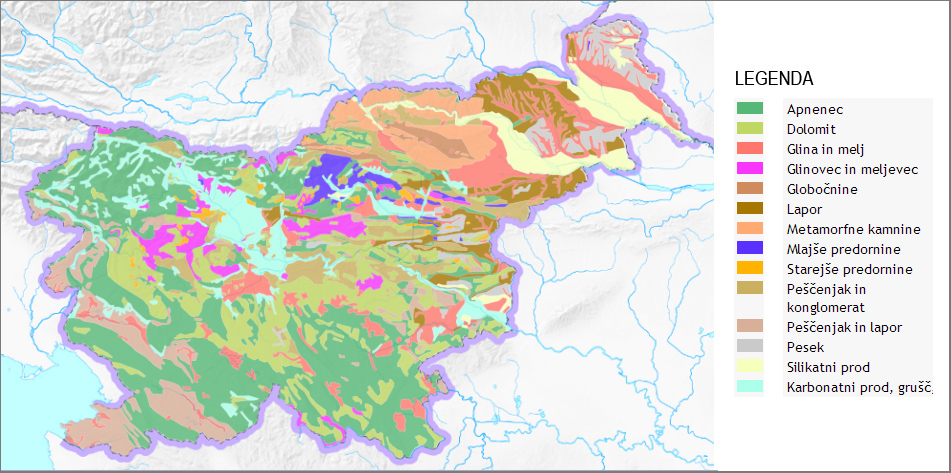 LEGENDA
Apnenec
Dolomit
Glina in melj
Glinovec in meljevec
Globočnine
Lapor
Metamorfne kamnine
Mlajše predornine
Starejše predornine
Peščenjak in
konglomerat
Peščenjak in lapor
Pesek
Silikatni prod
Karbonatni prod, grušč,